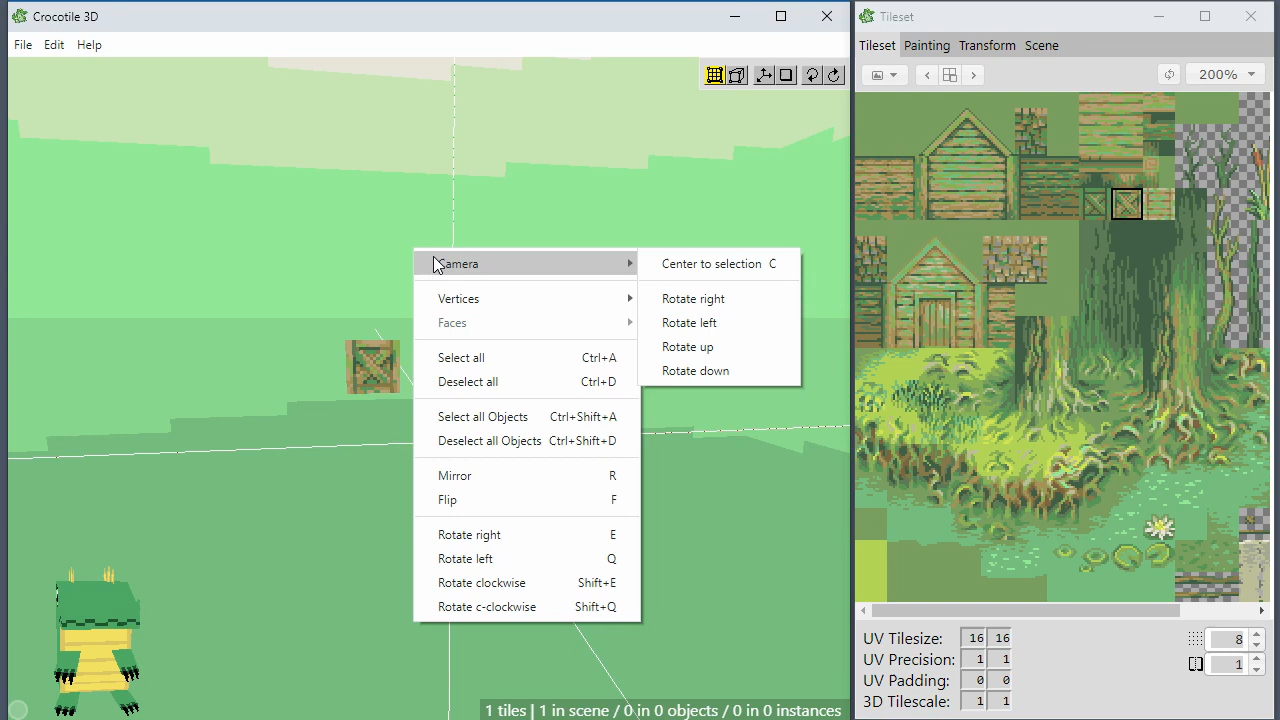 Crocotile 3D
File Edit Help
Camera
Vertices
Faces
Select all Ctrl+A
Deselect all Ctrl+D
Select all Objects Ctrl+Shift+A
Deselect all Objects Ctrl+Shift+D
Mirror R
Flip F
Rotate right E
Rotate left Q
Rotate clockwise Shift+E
Rotate c-clockwise Shift+Q
Center to selection C
Rotate right
Rotate left
Rotate up
Rotate down
1 tiles | 1 in scene / 0 in 0 objects / 0 in 0 instances
Tileset
Tileset Painting Transform Scene
200%
UV Tilesize: 16 16 8
UV Precision: 1 1 1
UV Padding: 0 0
3D Tilescale: 1 1